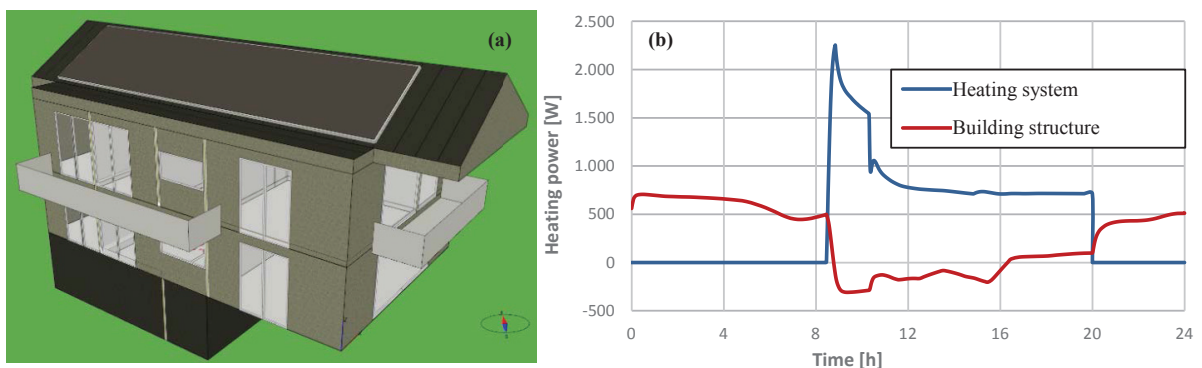 (a)
(b)
Heating power [W]
2.500
2.000
1.500
1.000
500
0
-500
Heating system
Building structure
0 4 8 12 16 20 24
Time [h]